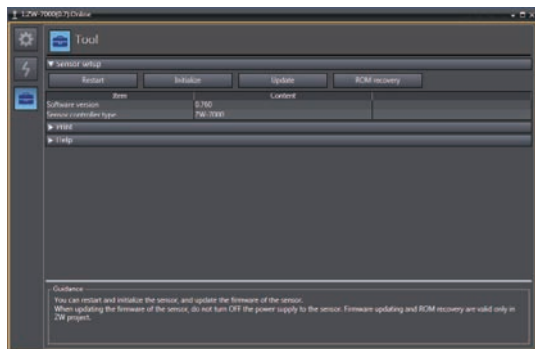 1.ZW-7000(0.7) Online
Tool
▼ Sensor setup
Restart Initialize Update ROM recovery
Item Content
Software version 0.760
Sensor controller type ZW-7000
▶ Print
▶ Help
Guidance
You can restart and initialize the sensor, and update the firmware of the sensor.
When updating the firmware of the sensor, do not turn OFF the power supply to the sensor. Firmware updating and ROM recovery are valid only in
ZW project.